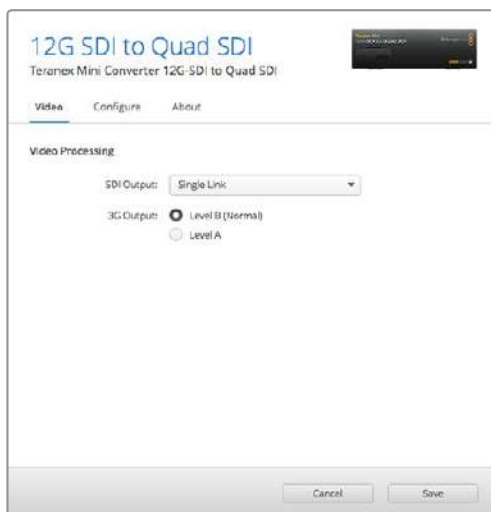 12G SDI to Quad SDI
Teranex Mini Converter 12G-SDI to Quad SDI
Video Configure About
Video Processing
SDI Output: Single Link
3G Output: Level B (Normal)
Level A
Cancel Save